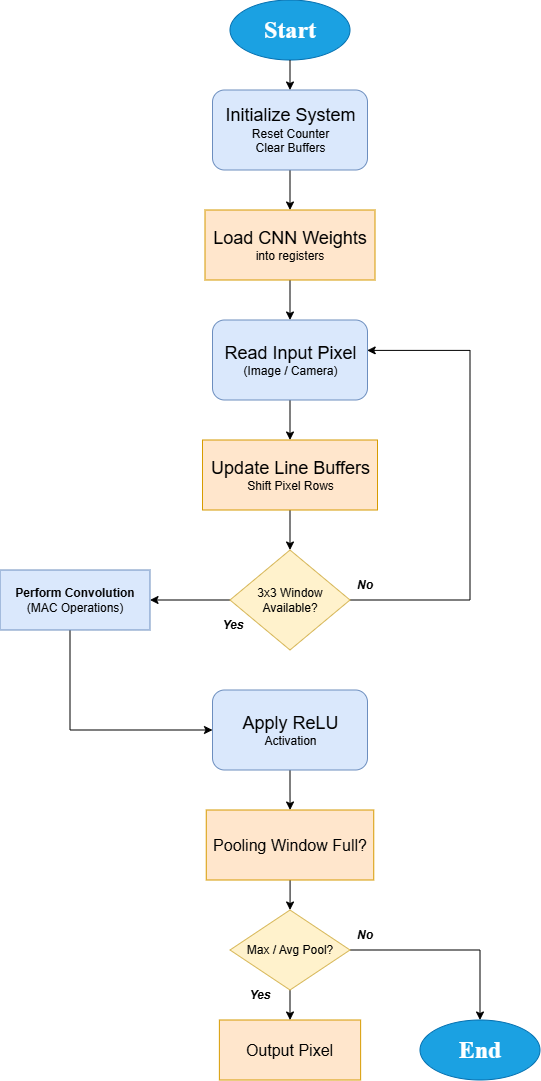 Start
Initialize System
Reset Counter
Clear Buffers
Load CNN Weights
into registers
Read Input Pixel
(Image / Camera)
Update Line Buffers
Shift Pixel Rows
3x3 Window
Available?
No
Yes
Perform Convolution
(MAC Operations)
Apply ReLU
Activation
Pooling Window Full?
Max / Avg Pool?
No
Yes
Output Pixel
End